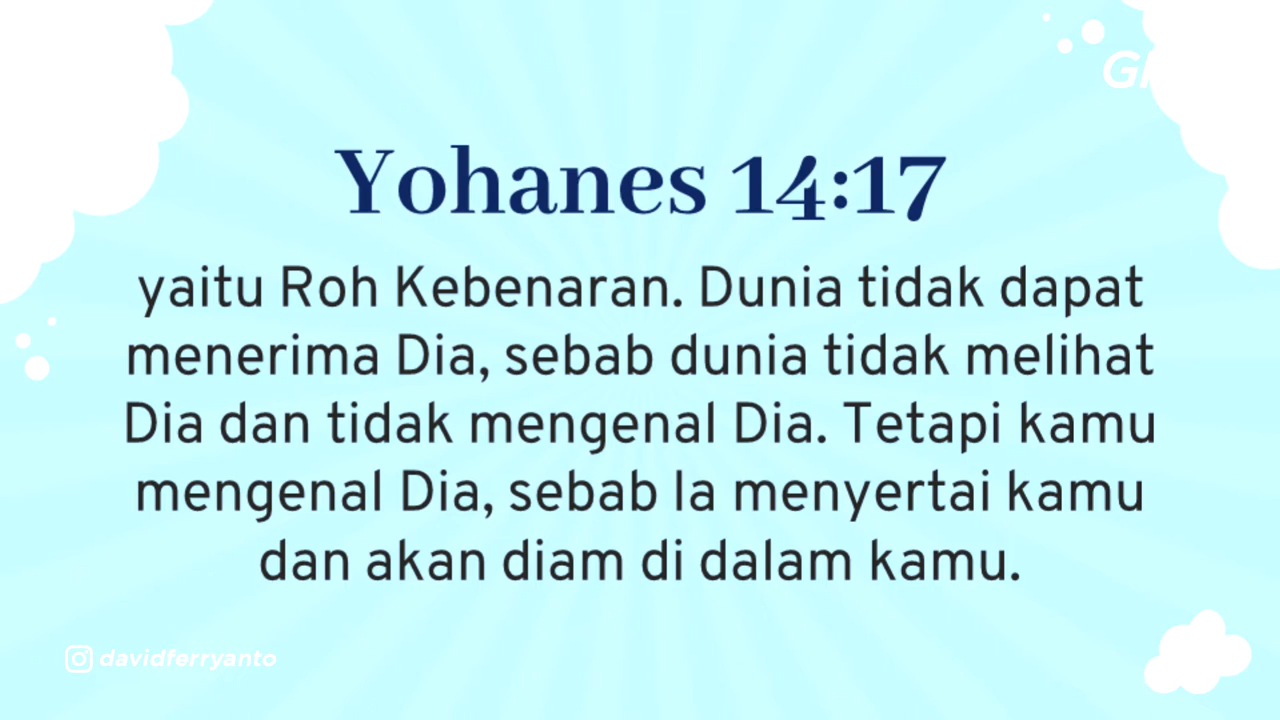 Yohanes 14:17
yaitu Roh Kebenaran. Dunia tidak dapat
menerima Dia, sebab dunia tidak melihat
Dia dan tidak mengenal Dia. Tetapi kamu
mengenal Dia, sebab Ia menyertai kamu
dan akan diam di dalam kamu.
davidferryanto